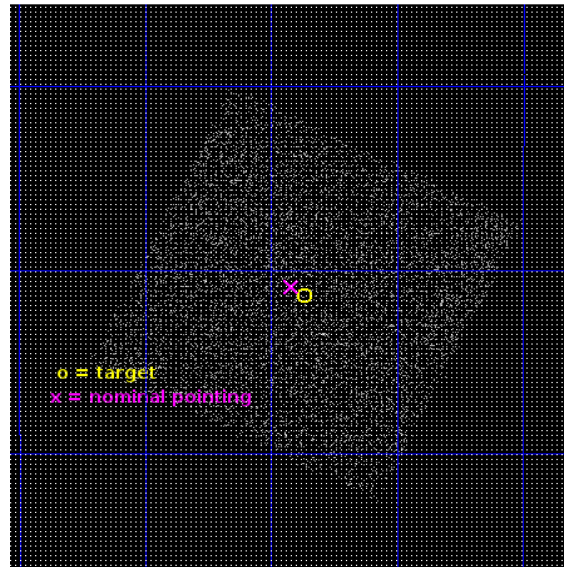 o = target
x = nominal pointing